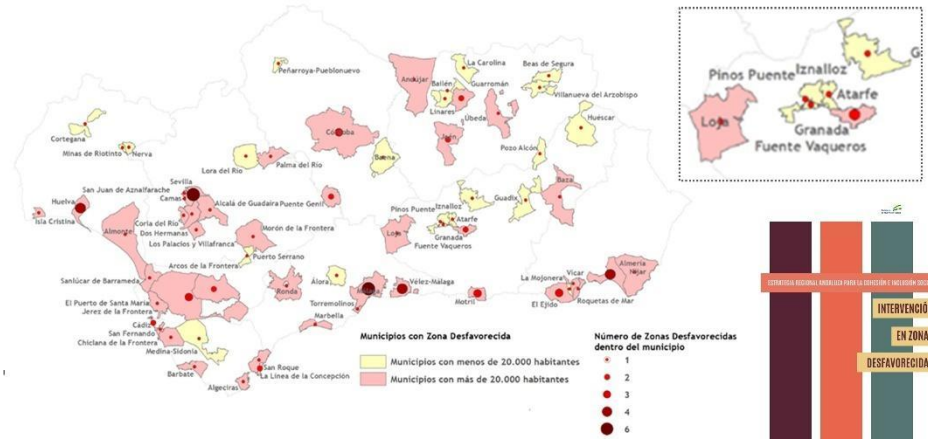 Peñarroya-Pueblonuevo
Andújar
La Carolina
Bailén
Guarromán
Linares
Úbeda
Beas de Segura
Villanueva del Arzobispo
Huéscar
Cortegana
Minas de Riotinto
Nerva
Córdoba
Jaén
Pozo Alcón
Lora del Río
Palma del Río
Baena
Baza
San Juan de Aznalfarache
Sevilla
Camas
Huelva
Isla Cristina
Almonte
Alcalá de Guadaira
Puente Genil
Coria del Río
Dos Hermanas
Los Palacios y Villafranca
Morón de la Frontera
Pinos Puente
Iznalloz
Atarfe
Loja
Granada
Fuente Vaqueros
Guadix
Arcos de la Frontera
Puerto Serrano
Sanlúcar de Barrameda
Álora
Ronda
Vélez-Málaga
Torremolinos
Marbella
Motril
La Mojonera
Vicar
Almería
Níjar
El Ejido
Roquetas de Mar
El Puerto de Santa María
Jerez de la Frontera
Cádiz
San Fernando
Chiclana de la Frontera
Medina-Sidonia
Barbate
San Roque
La Línea de la Concepción
Algeciras
Municipios con Zona Desfavorecida
Municipios con menos de 20.000 habitantes
Municipios con más de 20.000 habitantes
Número de Zonas Desfavorecidas
dentro del municipio
1
2
3
4
6
Pinos Puente
Iznalloz
Atarfe
Loja
Granada
Fuente Vaqueros
G
ESTRATEGIA REGIONAL ANDALUZA PARA LA COHESIÓN E INCLUSIÓN SOCI
INTERVENCIÓ
EN ZONA
DESFAVORECIDA